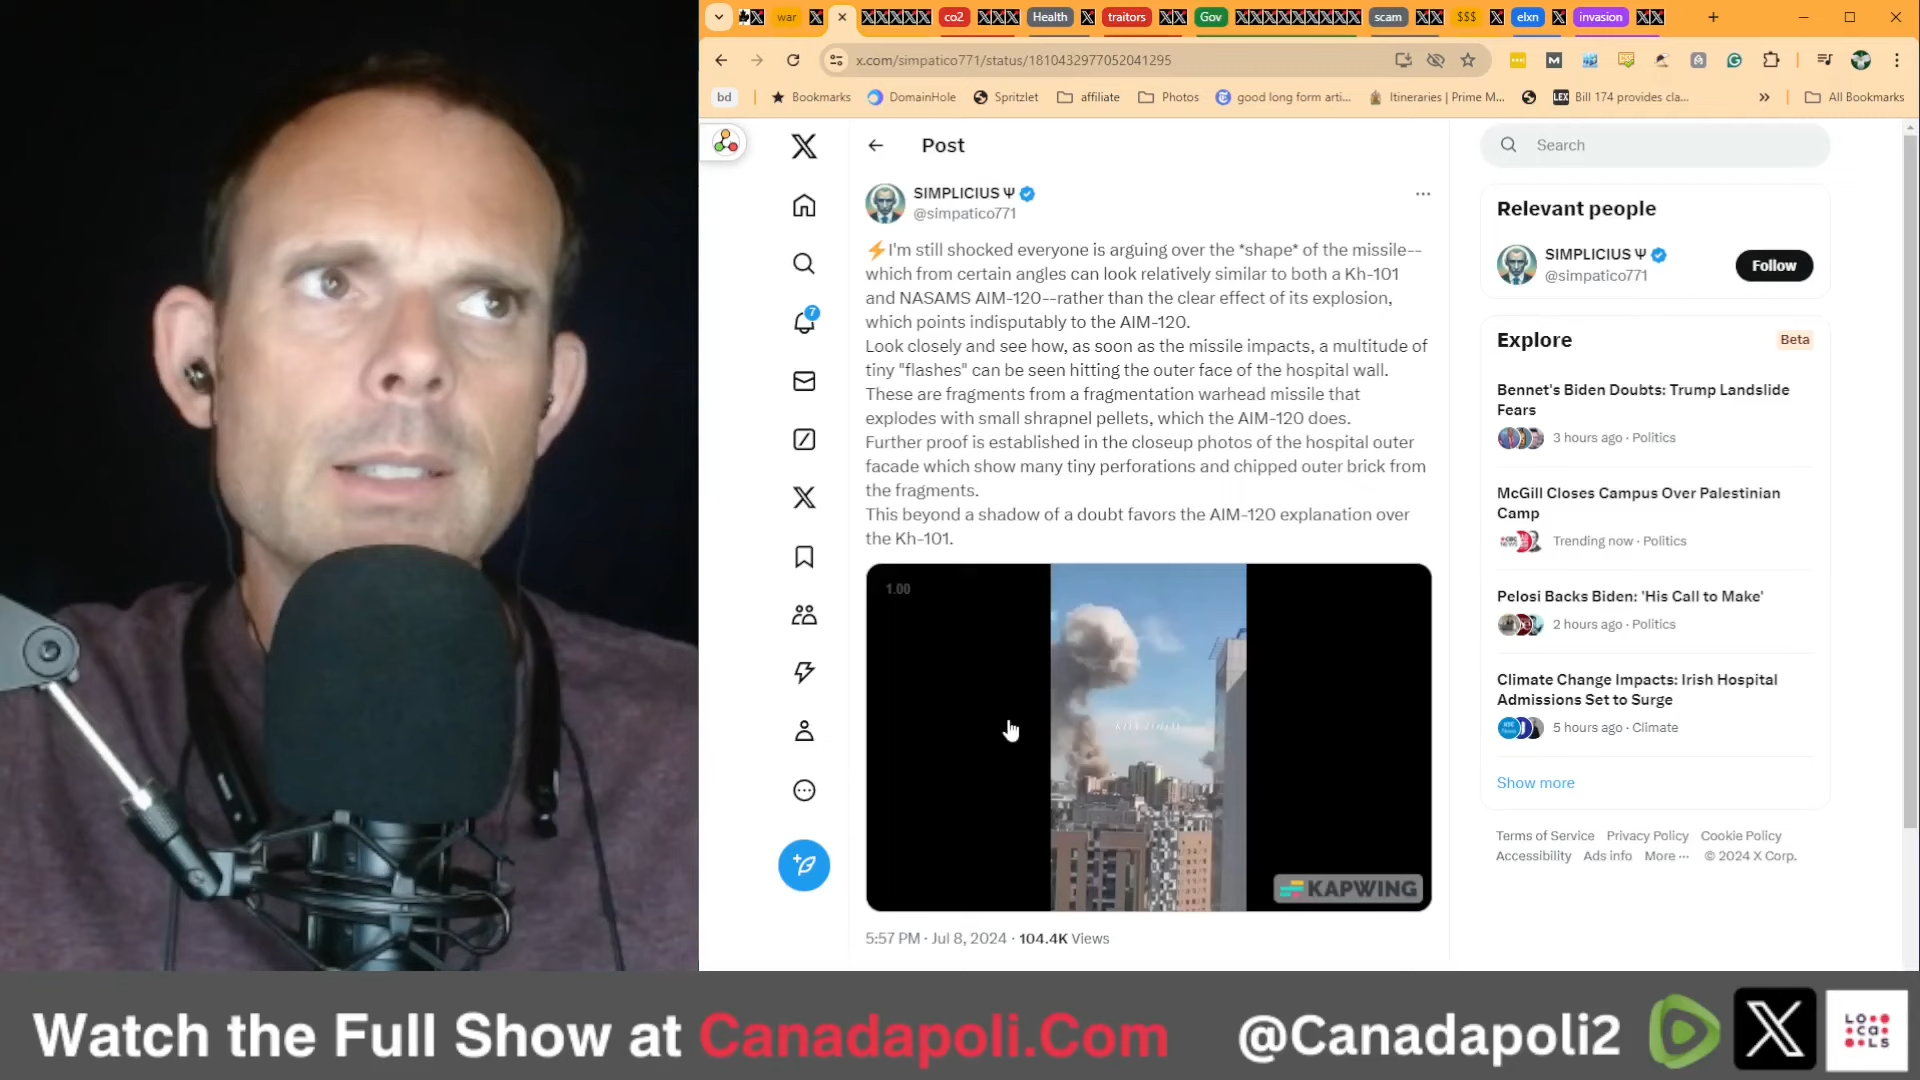 war
co2
Health
traitors
Gov
scam
$$$
elxn
invasion
x.com/simpatico771/status/1810432977052041295
bd
Bookmarks
DomainHole
Spritzlet
affiliate
Photos
good long form arti...
Itineraries | Prime M...
LEX
Bill 174 provides cla...
All Bookmarks
Post
Search
SIMPLICIUS Ψ
@simpatico771
⚡I'm still shocked everyone is arguing over the *shape* of the missile--
which from certain angles can look relatively similar to both a Kh-101
and NASAMS AIM-120--rather than the clear effect of its explosion,
which points indisputably to the AIM-120.
Look closely and see how, as soon as the missile impacts, a multitude of
tiny "flashes" can be seen hitting the outer face of the hospital wall.
These are fragments from a fragmentation warhead missile that
explodes with small shrapnel pellets, which the AIM-120 does.
Further proof is established in the closeup photos of the hospital outer
facade which show many tiny perforations and chipped outer brick from
the fragments.
This beyond a shadow of a doubt favors the AIM-120 explanation over
the Kh-101.
7
1.00
KAPWING
5:57 PM · Jul 8, 2024 · 104.4K Views
Relevant people
SIMPLICIUS Ψ
@simpatico771
Follow
Explore
Beta
Bennet's Biden Doubts: Trump Landslide
Fears
3 hours ago · Politics
McGill Closes Campus Over Palestinian
Camp
Trending now · Politics
Pelosi Backs Biden: 'His Call to Make'
2 hours ago · Politics
Climate Change Impacts: Irish Hospital
Admissions Set to Surge
5 hours ago · Climate
Show more
Terms of Service Privacy Policy Cookie Policy
Accessibility Ads info More ··· © 2024 X Corp.
Watch the Full Show at Canadapoli.Com
@Canadapoli2
LOCALS